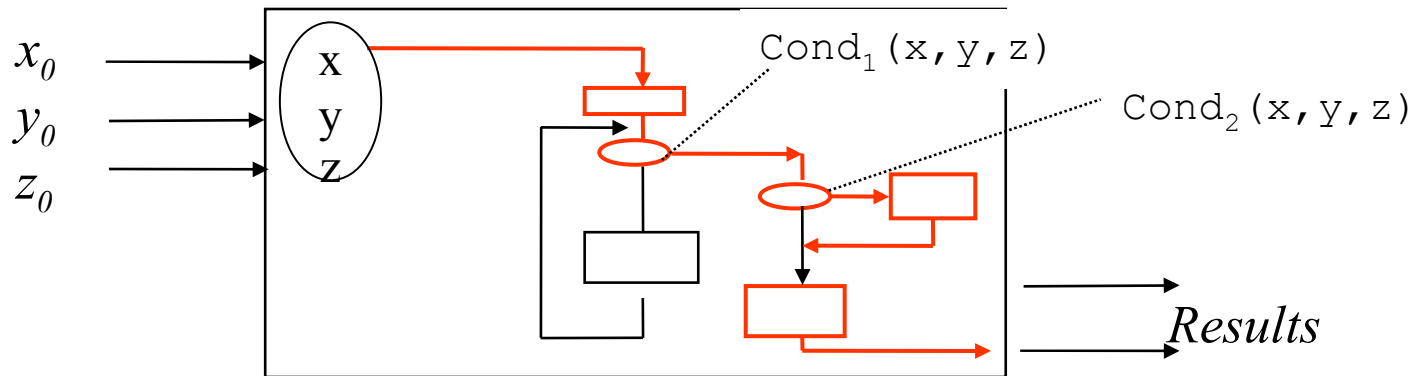 x₀
y₀
z₀
x
y
z
Cond₁(x,y,z)
Cond₂(x,y,z)
Results